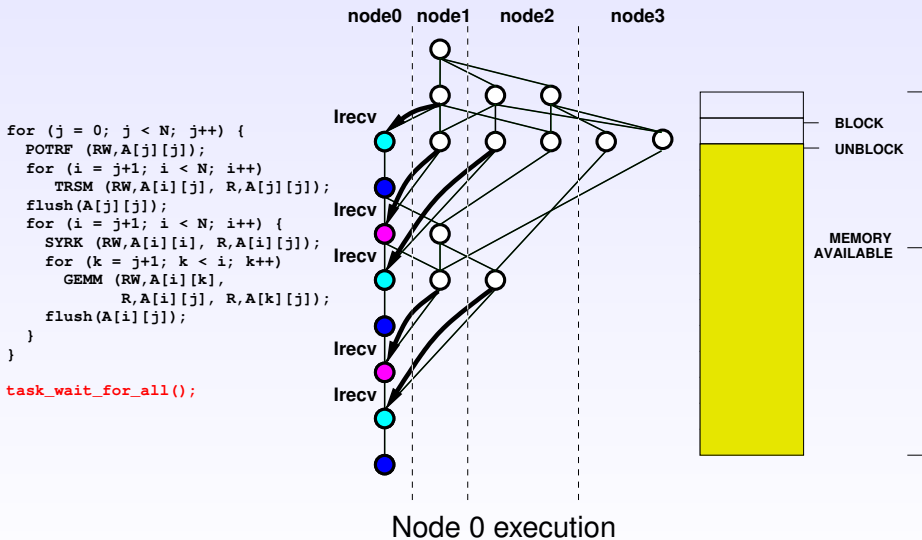 node0 node1 node2 node3
for (j = 0; j < N; j++) {
POTRF (RW,A[j][j]);
for (i = j+1; i < N; i++)
TRSM (RW,A[i][j], R,A[j][j]);
flush(A[j][j]);
for (i = j+1; i < N; i++) {
SYRK (RW,A[i][i], R,A[i][j]);
for (k = j+1; k < i; k++)
GEMM (RW,A[i][k],
R,A[i][j], R,A[k][j]);
flush(A[i][j]);
}
}
task_wait_for_all();
Irecv
Irecv
Irecv
Irecv
Irecv
BLOCK
UNBLOCK
MEMORY
AVAILABLE
Node 0 execution